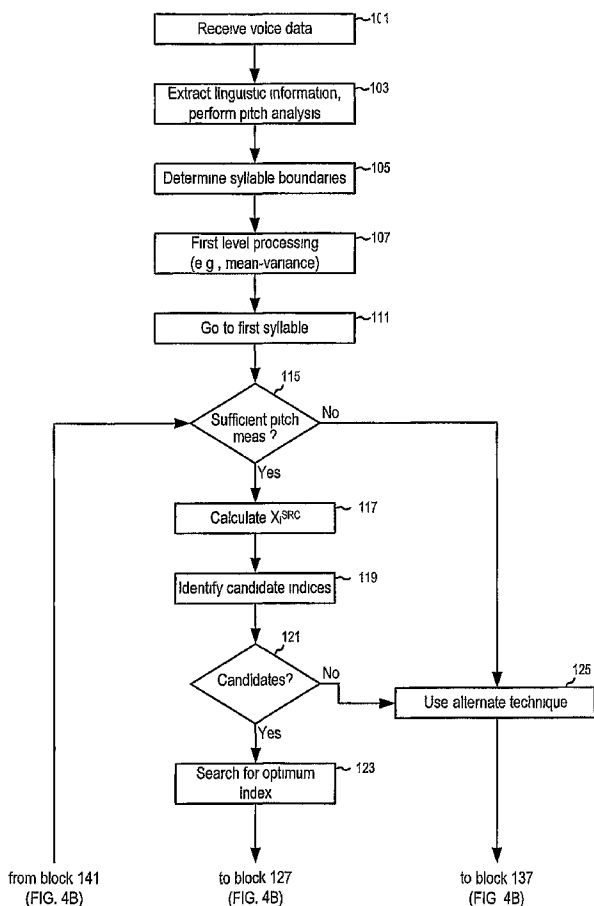 Receive voice data
101
Extract linguistic information,
perform pitch analysis
103
Determine syllable boundaries
105
First level processing
(e g , mean-variance)
107
Go to first syllable
111
115
Sufficient pitch
meas ?
No
Yes
Calculate XᵢSRC
117
Identify candidate indices
119
121
Candidates?
No
Yes
125
Use alternate technique
Search for optimum
index
123
from block 141
(FIG. 4B)
to block 127
(FIG. 4B)
to block 137
(FIG 4B)